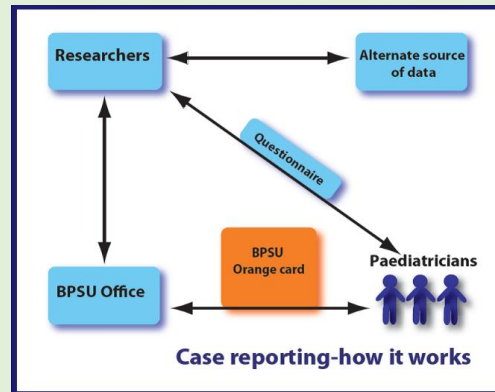 Researchers
Alternate source
of data
Questionnaire
BPSU
Orange card
Paediatricians
BPSU Office
Case reporting-how it works